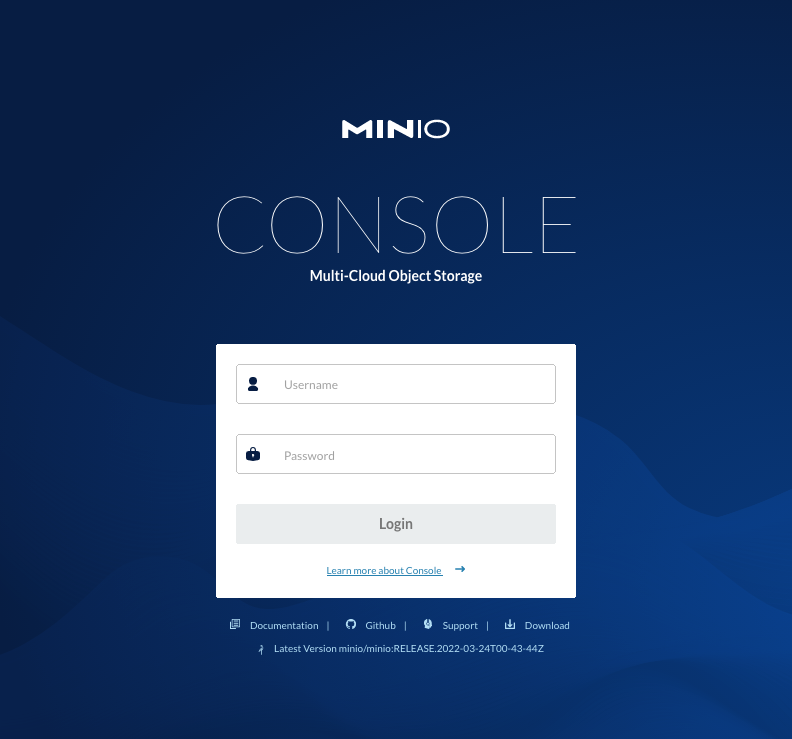 MINIO
CONSOLE
Multi-Cloud Object Storage
Username
Password
Login
Learn more about Console
Documentation | Github | Support | Download
Latest Version minio/minio:RELEASE.2022-03-24T00-43-44Z